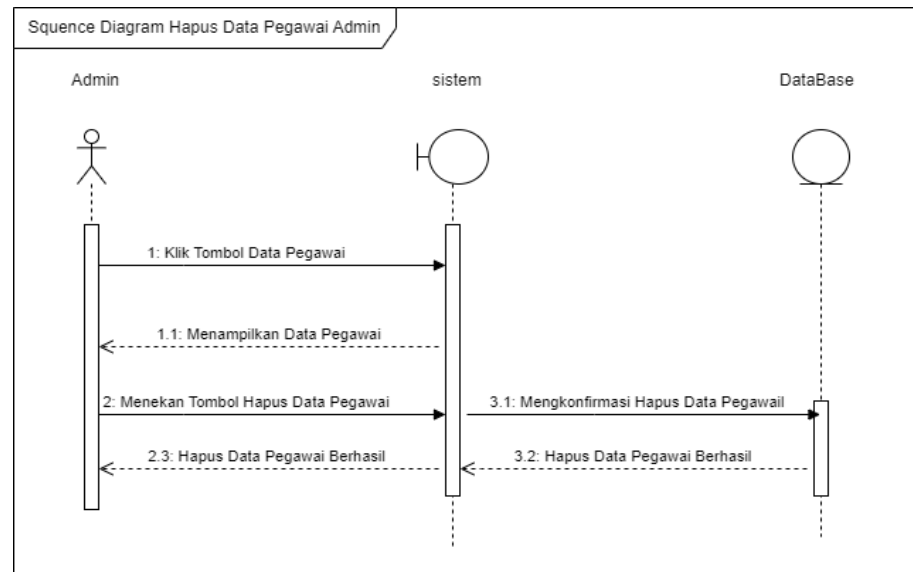 Squence Diagram Hapus Data Pegawai Admin
Admin
sistem
DataBase
1: Klik Tombol Data Pegawai
1.1: Menampilkan Data Pegawai
2: Menekan Tombol Hapus Data Pegawai
3.1: Mengkonfirmasi Hapus Data Pegawail
2.3: Hapus Data Pegawai Berhasil
3.2: Hapus Data Pegawai Berhasil